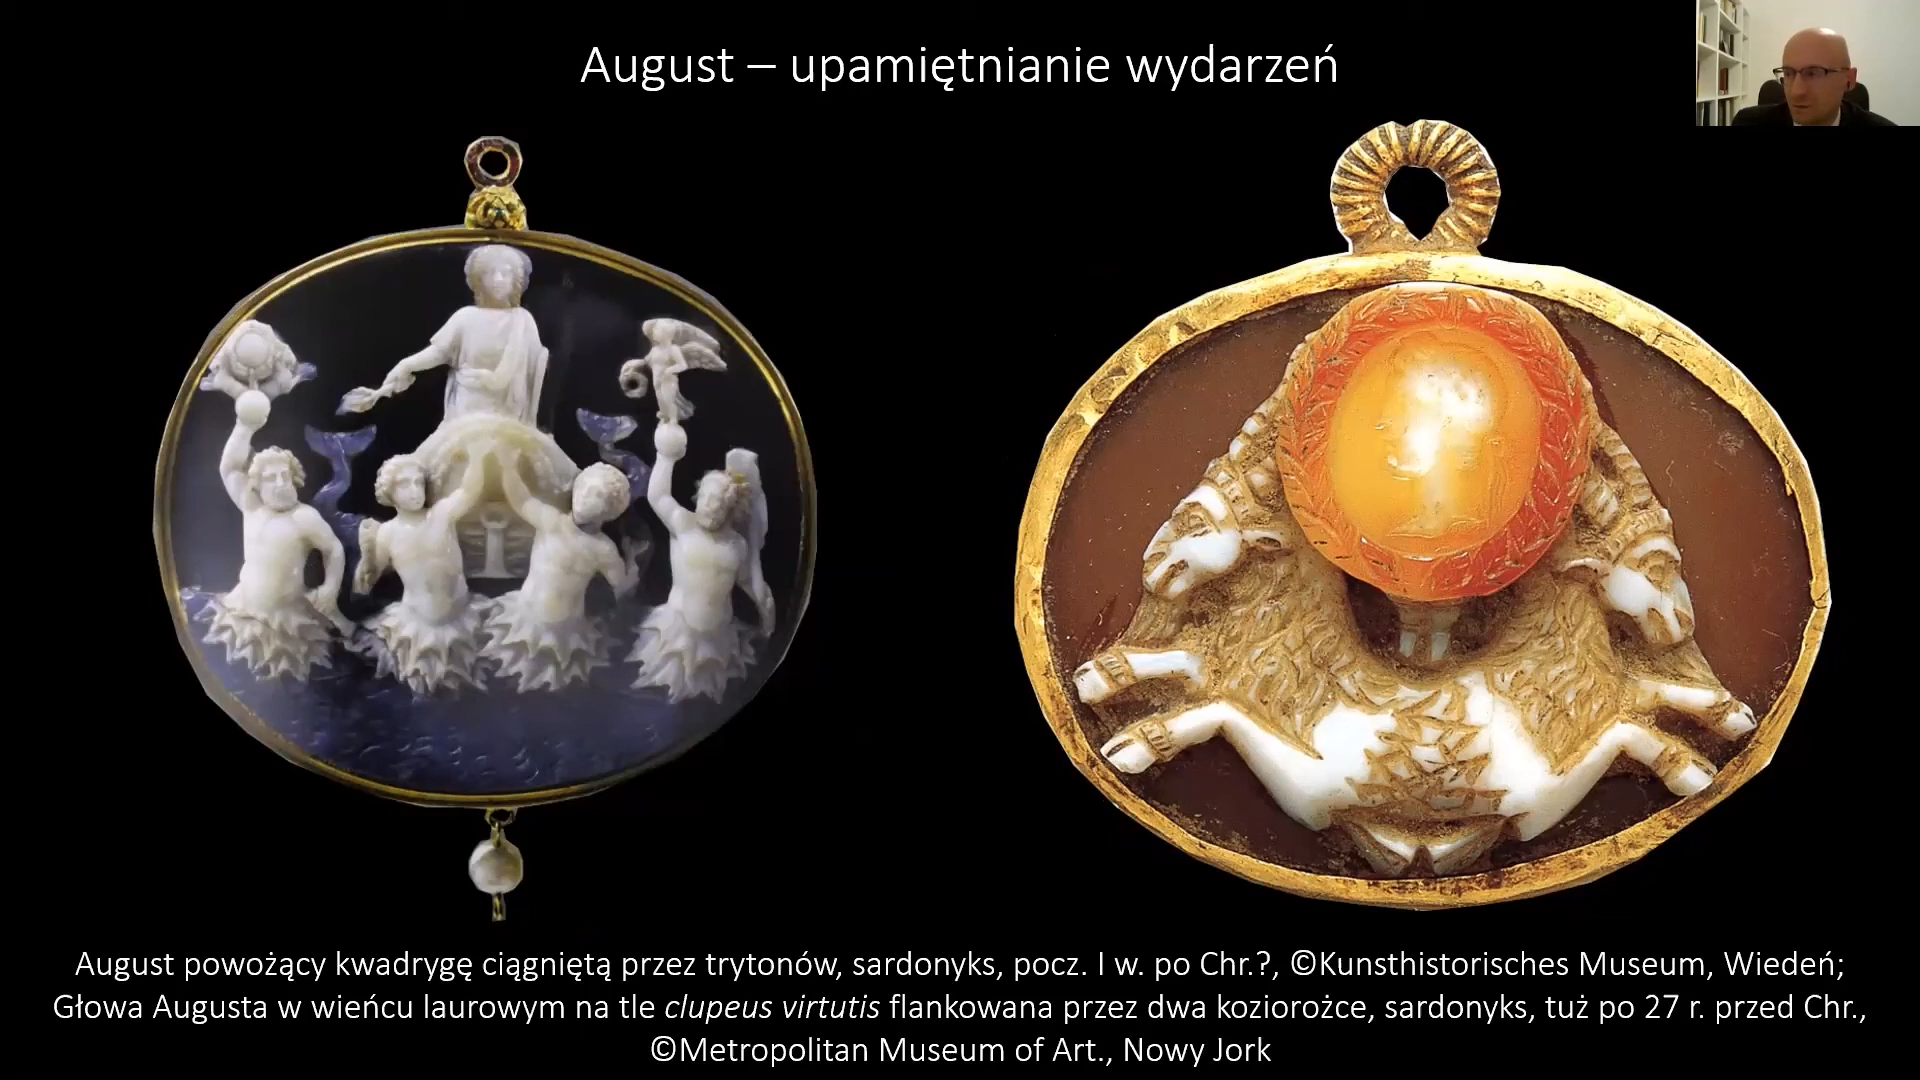 August – upamiętnianie wydarzeń
August powożący kwadrygę ciągniętą przez trytonów, sardonyks, pocz. I w. po Chr.?, ©Kunsthistorisches Museum, Wiedeń;
Głowa Augusta w wieńcu laurowym na tle clupeus virtutis flankowana przez dwa koziorożce, sardonyks, tuż po 27 r. przed Chr.,
©Metropolitan Museum of Art., Nowy Jork